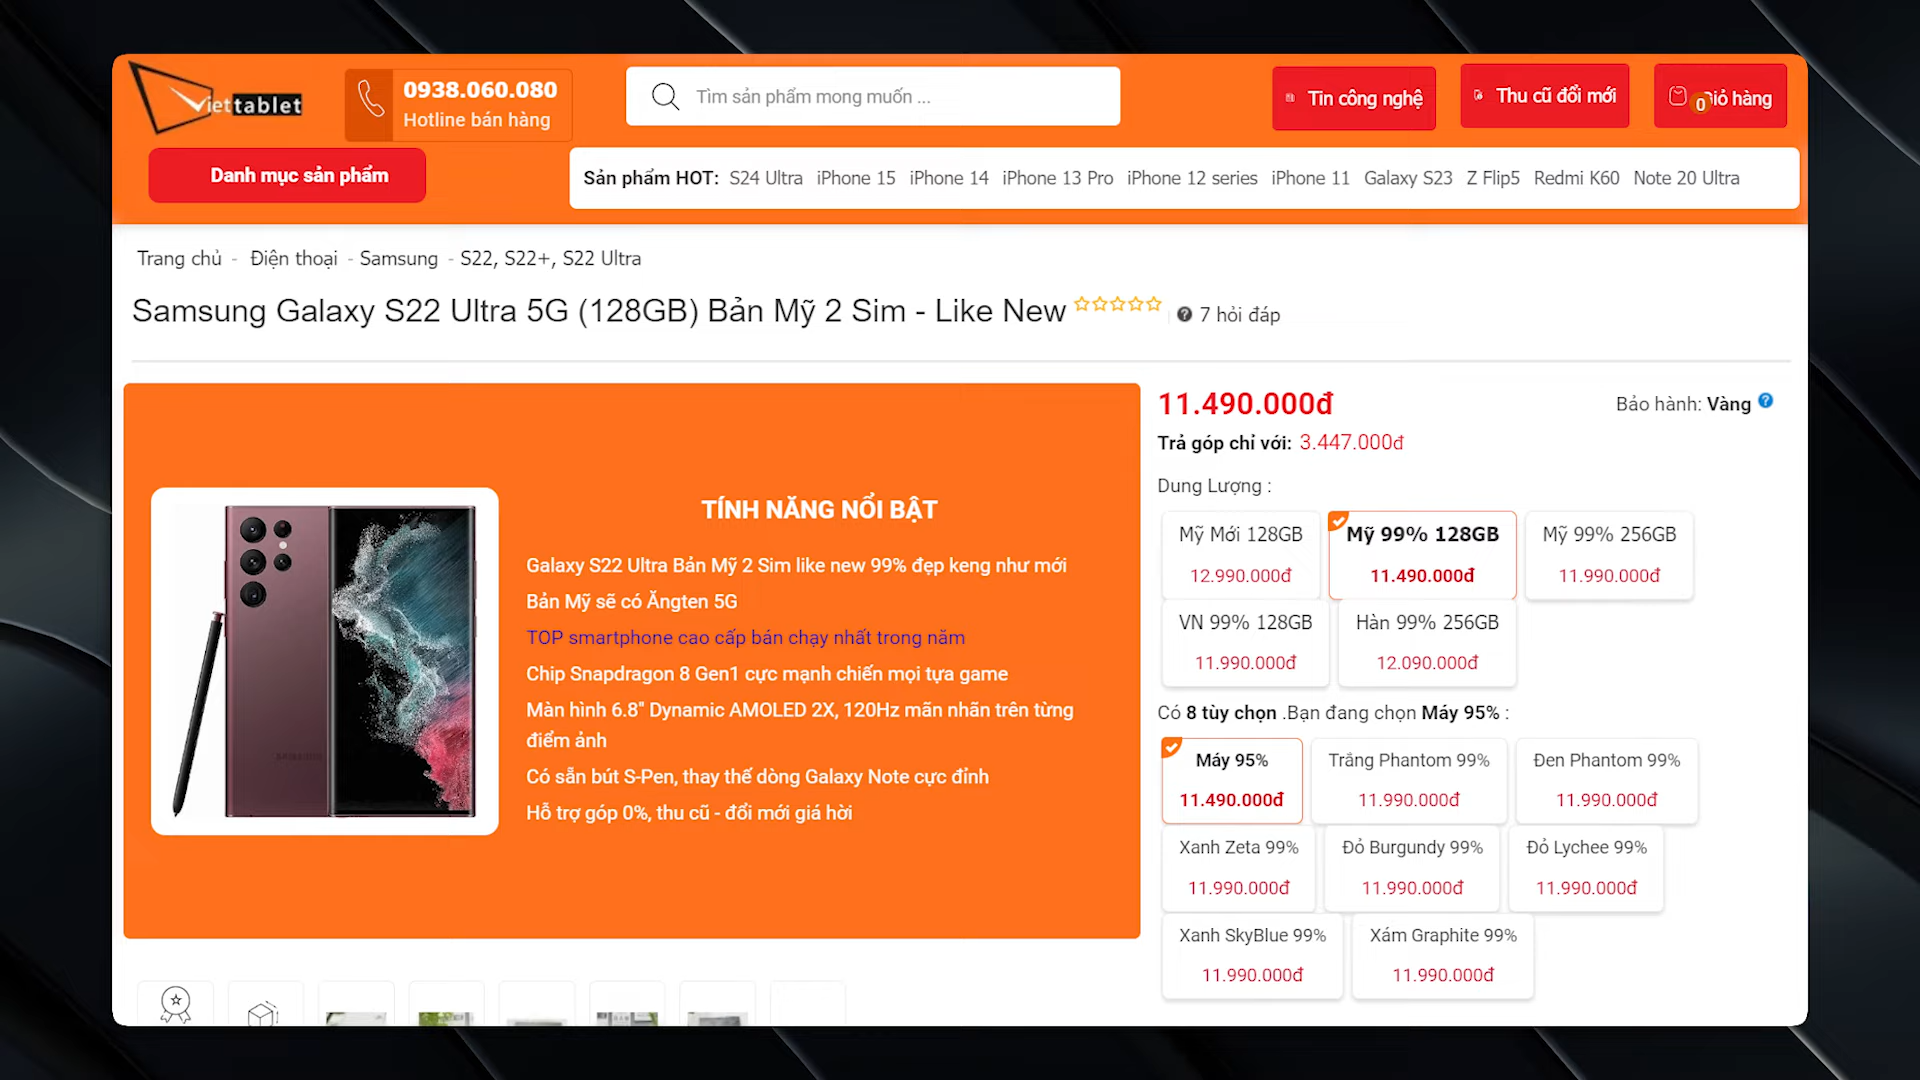 Viettablet
0938.060.080
Hotline bán hàng
Tìm sản phẩm mong muốn ...
Tin công nghệ
Thu cũ đổi mới
0
iỏ hàng
Danh mục sản phẩm
Sản phẩm HOT: S24 Ultra iPhone 15 iPhone 14 iPhone 13 Pro iPhone 12 series iPhone 11 Galaxy S23 Z Flip5 Redmi K60 Note 20 Ultra
Trang chủ - Điện thoại - Samsung - S22, S22+, S22 Ultra
Samsung Galaxy S22 Ultra 5G (128GB) Bản Mỹ 2 Sim - Like New
7 hỏi đáp
TÍNH NĂNG NỔI BẬT
Galaxy S22 Ultra Bản Mỹ 2 Sim like new 99% đẹp keng như mới
Bản Mỹ sẽ có Ăngten 5G
TOP smartphone cao cấp bán chạy nhất trong năm
Chip Snapdragon 8 Gen1 cực mạnh chiến mọi tựa game
Màn hình 6.8" Dynamic AMOLED 2X, 120Hz mãn nhãn trên từng
điểm ảnh
Có sẵn bút S-Pen, thay thế dòng Galaxy Note cực đỉnh
Hỗ trợ góp 0%, thu cũ - đổi mới giá hời
SAMSUNG
11.490.000đ
Bảo hành: Vàng
Trả góp chỉ với: 3.447.000đ
Dung Lượng :
Mỹ Mới 128GB
12.990.000đ
Mỹ 99% 128GB
11.490.000đ
Mỹ 99% 256GB
11.990.000đ
VN 99% 128GB
11.990.000đ
Hàn 99% 256GB
12.090.000đ
Có 8 tùy chọn .Bạn đang chọn Máy 95% :
Máy 95%
11.490.000đ
Trắng Phantom 99%
11.990.000đ
Đen Phantom 99%
11.990.000đ
Xanh Zeta 99%
11.990.000đ
Đỏ Burgundy 99%
11.990.000đ
Đỏ Lychee 99%
11.990.000đ
Xanh SkyBlue 99%
11.990.000đ
Xám Graphite 99%
11.990.000đ